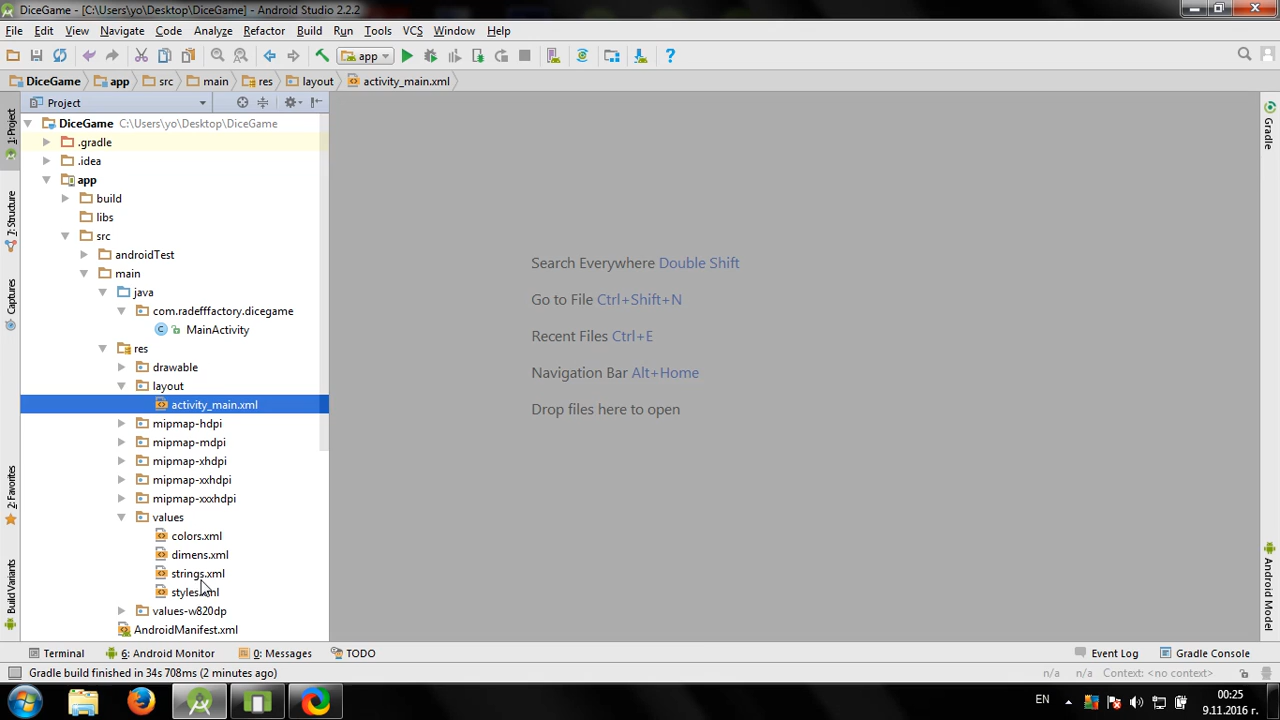 DiceGame - [C:\Users\yo\Desktop\DiceGame] - Android Studio 2.2.2
File Edit View Navigate Code Analyze Refactor Build Run Tools VCS Window Help
app
DiceGame app src main res layout activity_main.xml
Project
DiceGame C:\Users\yo\Desktop\DiceGame
.gradle
.idea
app
build
libs
src
androidTest
main
java
com.radefffactory.dicegame
MainActivity
res
drawable
layout
activity_main.xml
mipmap-hdpi
mipmap-mdpi
mipmap-xhdpi
mipmap-xxhdpi
mipmap-xxxhdpi
values
colors.xml
dimens.xml
strings.xml
styles.xml
values-w820dp
AndroidManifest.xml
1: Project
7: Structure
Captures
2: Favorites
Build Variants
Search Everywhere Double Shift
Go to File Ctrl+Shift+N
Recent Files Ctrl+E
Navigation Bar Alt+Home
Drop files here to open
Gradle
Android Model
Terminal 6: Android Monitor 0: Messages TODO Event Log Gradle Console
Gradle build finished in 34s 708ms (2 minutes ago) n/a n/a Context: <no context>
EN 00:25
9.11.2016 г.